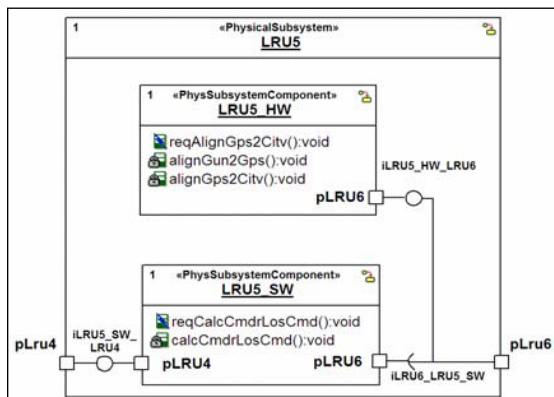 1 «PhysicalSubsystem»
LRU5
1 «PhysSubsystemComponent»
LRU5_HW
reqAlignGps2Citv():void
alignGun2Gps():void
alignGps2Citv():void
pLRU6
iLRU5_HW_LRU6
1 «PhysSubsystemComponent»
LRU5_SW
reqCalcCmdrLosCmd():void
calcCmdrLosCmd():void
pLru4
iLRU5_SW_
LRU4
pLRU4
pLRU6
iLRU6_LRU5_SW
pLru6